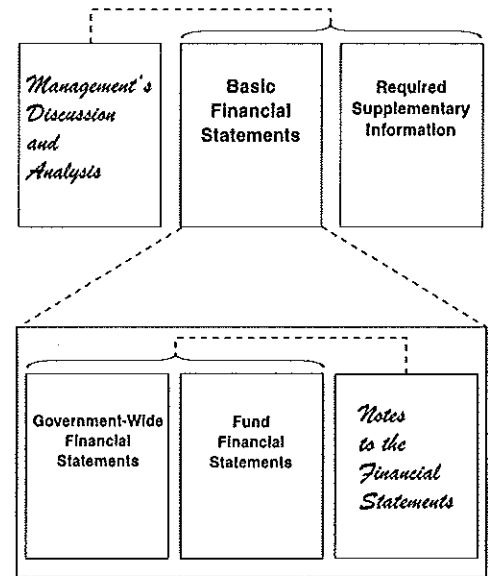 Management's
Discussion
and
Analysis
Basic
Financial
Statements
Required
Supplementary
Information
Government-Wide
Financial
Statements
Fund
Financial
Statements
Notes
to the
Financial
Statements